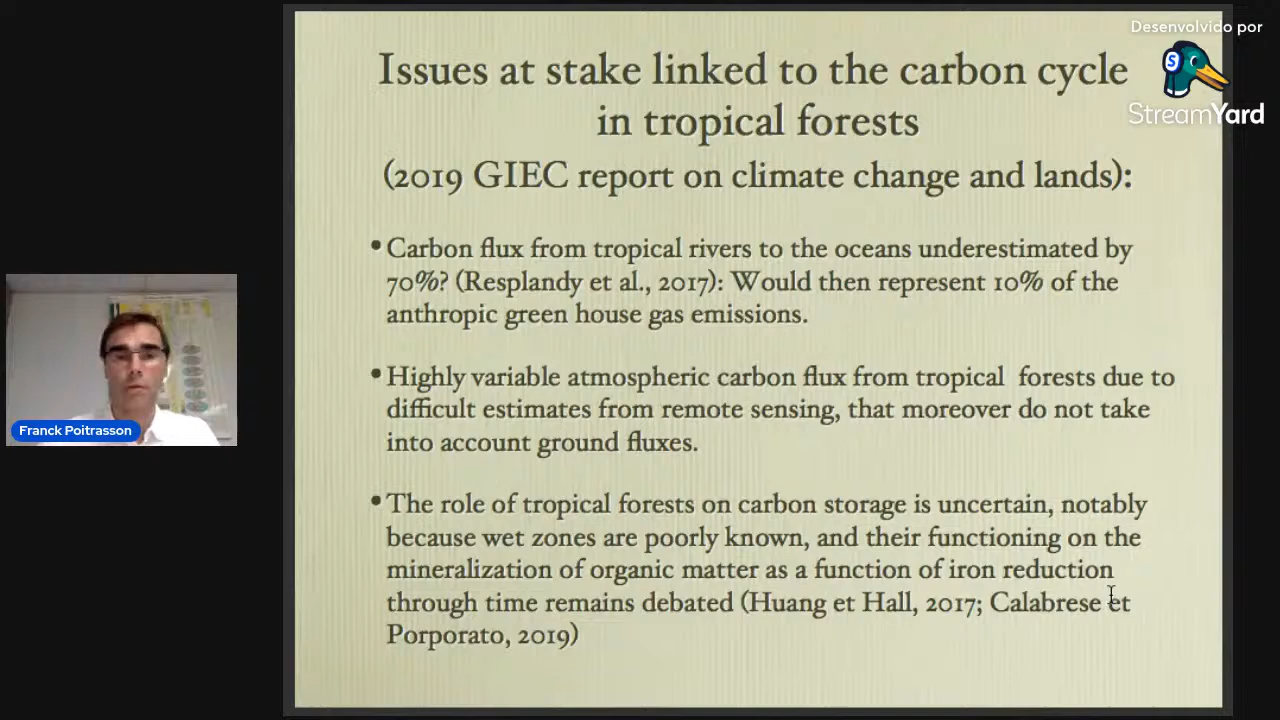 Desenvolvido por
StreamYard
Issues at stake linked to the carbon cycle
in tropical forests
(2019 GIEC report on climate change and lands):
•Carbon flux from tropical rivers to the oceans underestimated by
70%? (Resplandy et al., 2017): Would then represent 10% of the
anthropic green house gas emissions.
•Highly variable atmospheric carbon flux from tropical forests due to
difficult estimates from remote sensing, that moreover do not take
into account ground fluxes.
•The role of tropical forests on carbon storage is uncertain, notably
because wet zones are poorly known, and their functioning on the
mineralization of organic matter as a function of iron reduction
through time remains debated (Huang et Hall, 2017; Calabrese et
Porporato, 2019)
Franck Poitrasson